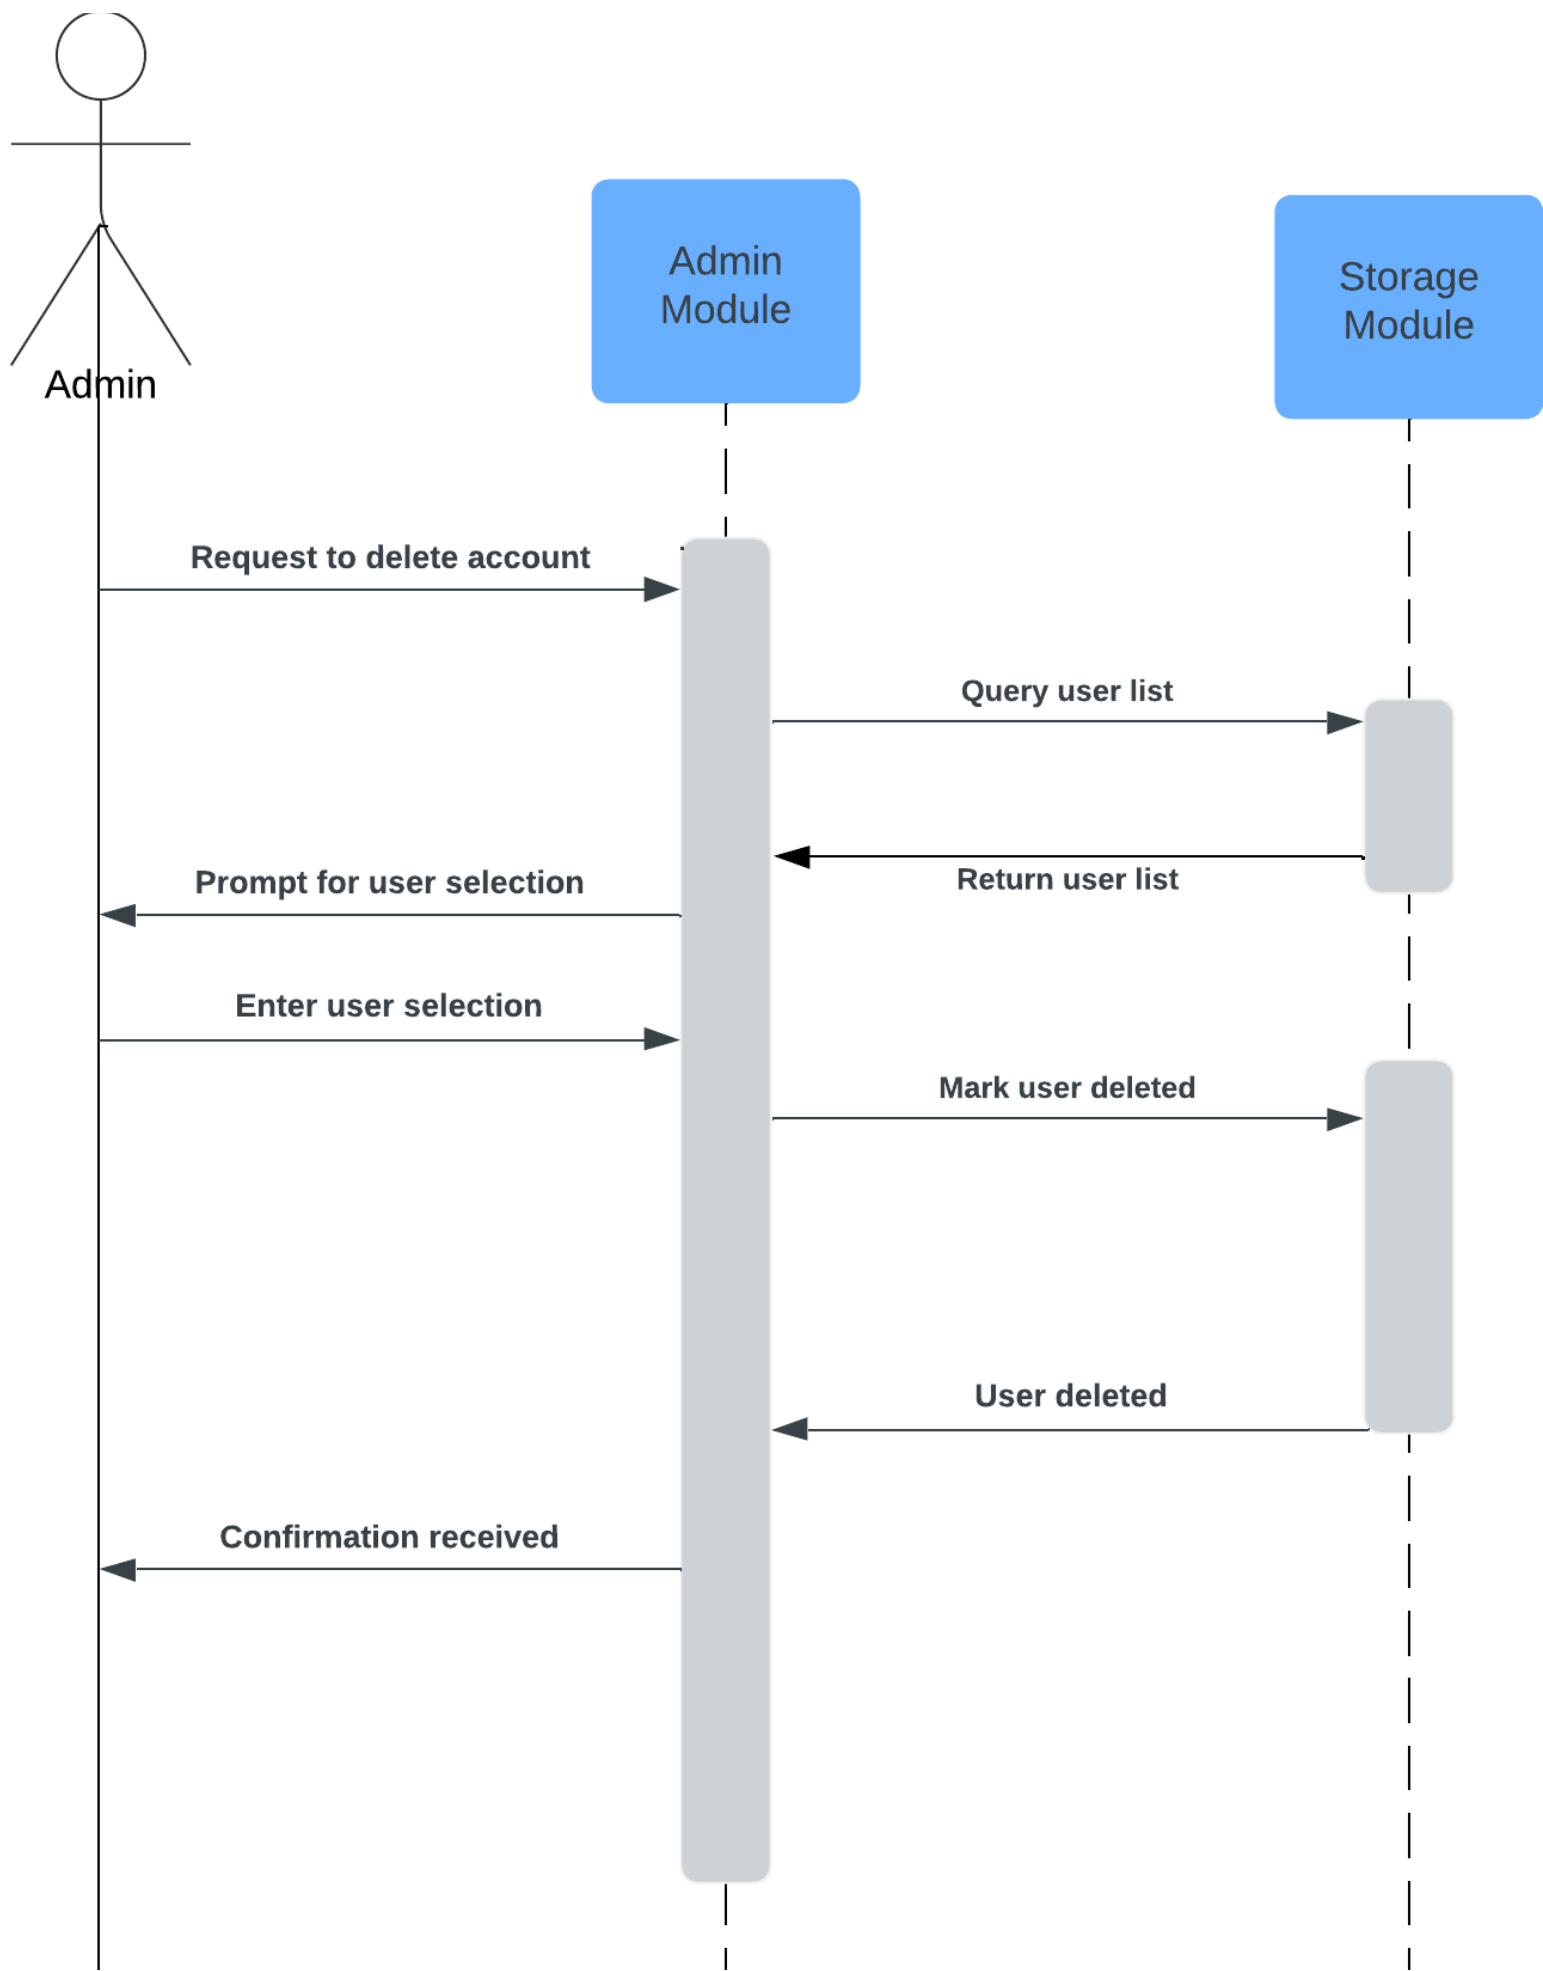 Admin
Module
Storage
Module
Admin
Request to delete account
Query user list
Return user list
Prompt for user selection
Enter user selection
Mark user deleted
User deleted
Confirmation received